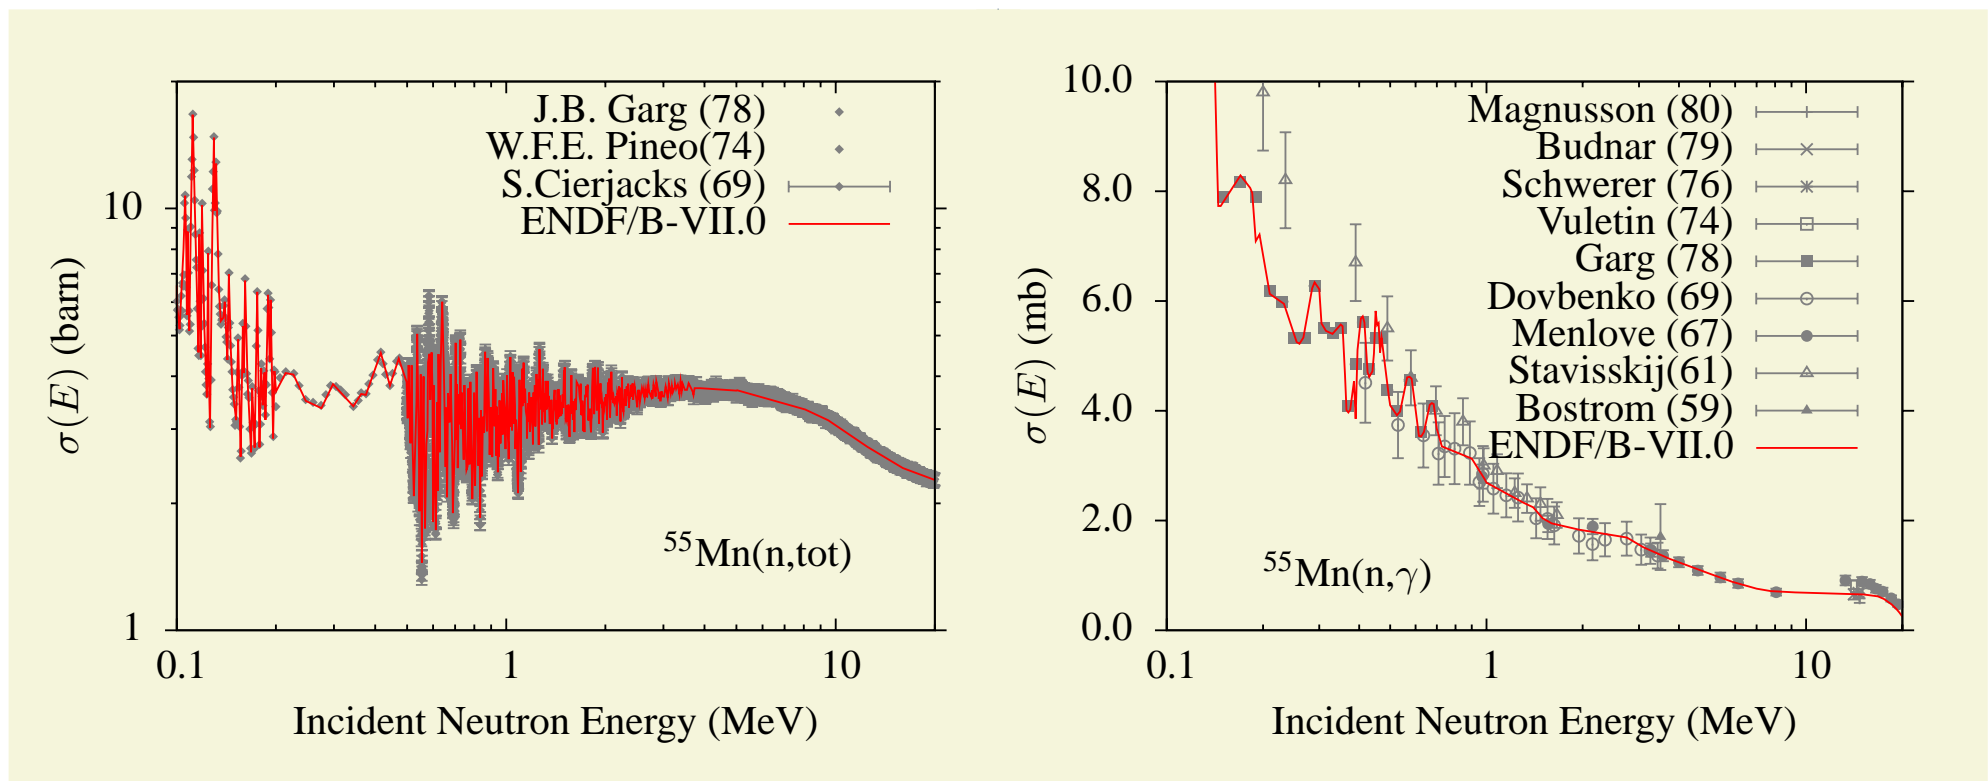 J.B. Garg (78)
W.F.E. Pineo(74)
S.Cierjacks (69)
ENDF/B-VII.0
10
1
σ(E) (barn)
55Mn(n,tot)
0.1 1 10
Incident Neutron Energy (MeV)
10.0
8.0
6.0
4.0
2.0
0.0
σ(E) (mb)
Magnusson (80)
Budnar (79)
Schwerer (76)
Vuletin (74)
Garg (78)
Dovbenko (69)
Menlove (67)
Stavisskij(61)
Bostrom (59)
ENDF/B-VII.0
55Mn(n,γ)
0.1 1 10
Incident Neutron Energy (MeV)